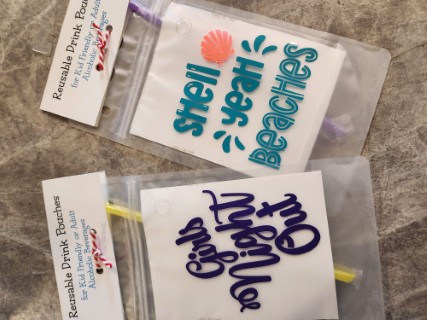 Reusable Drink Pouches
for Kid Friendly or Adult
Alcoholic Beverages
Girls
Night
Out
Reusable Drink Pouches
for Kid Friendly or Adult
Alcoholic Beverages
Shell
yeah
Beaches